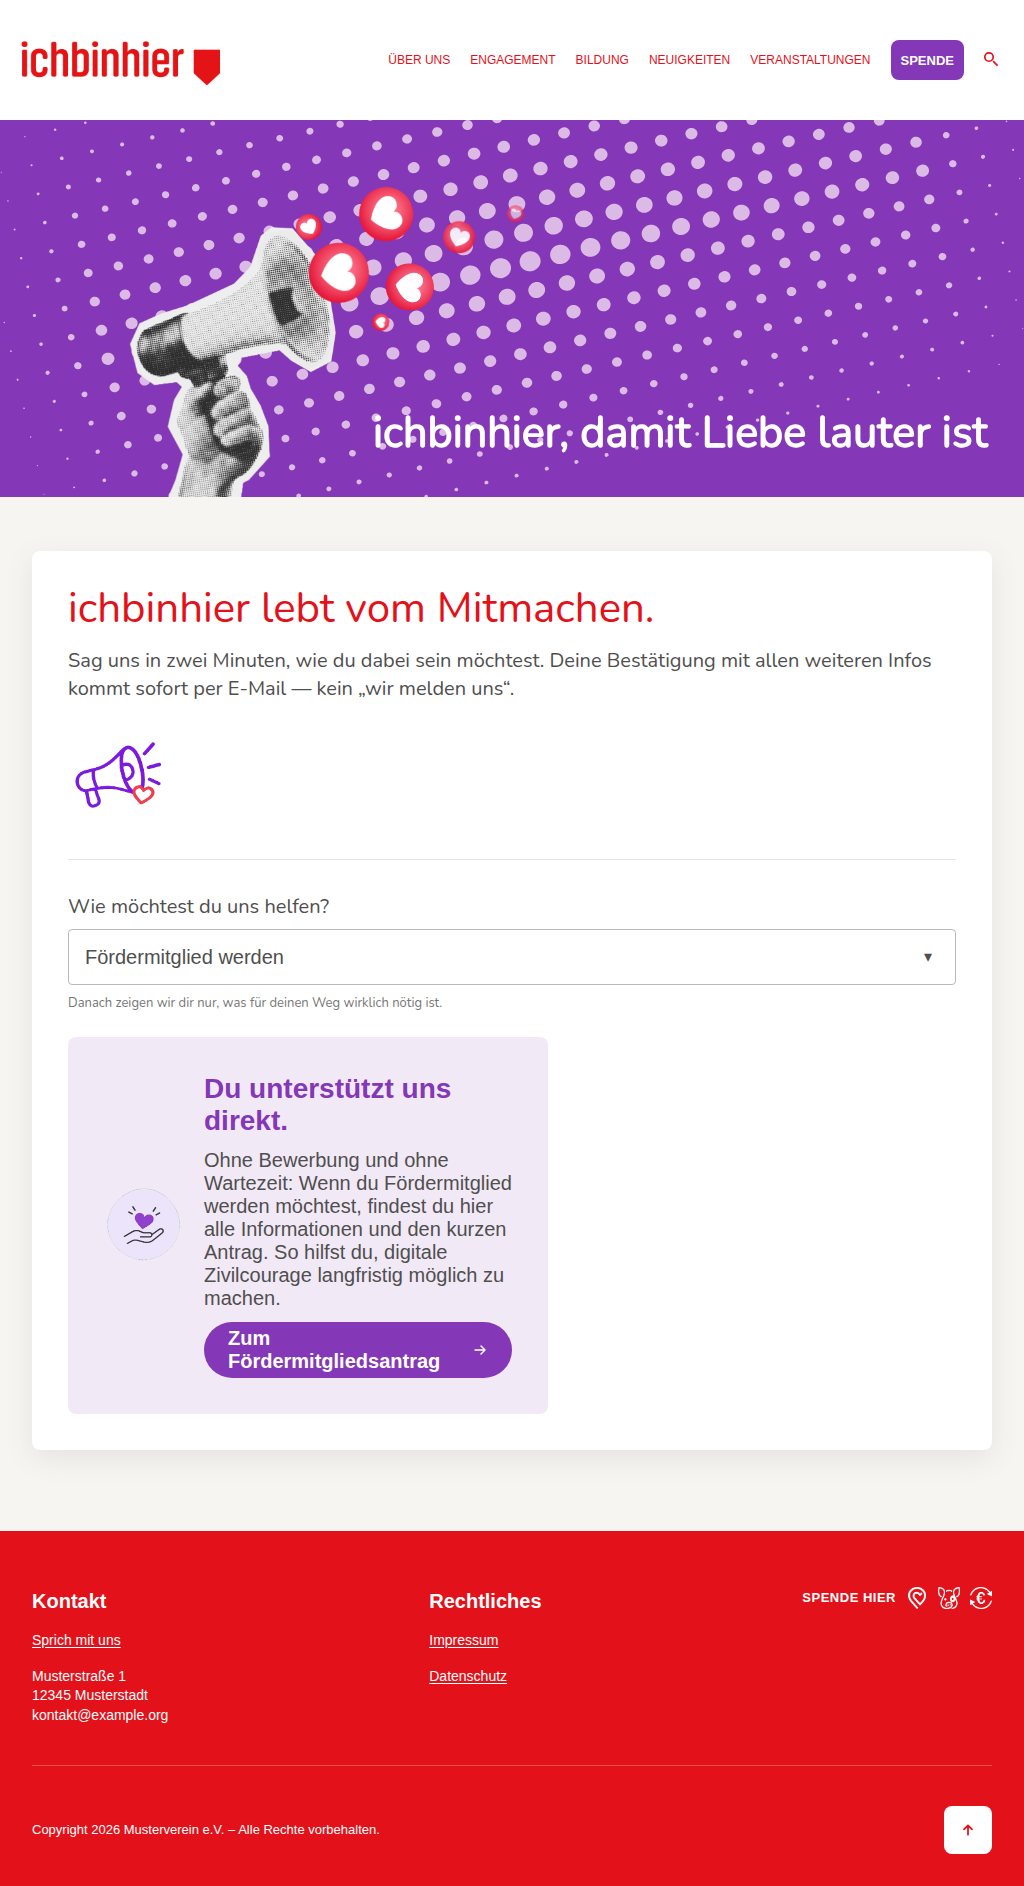 ichbinhier
ÜBER UNS ENGAGEMENT BILDUNG NEUIGKEITEN VERANSTALTUNGEN SPENDE
ichbinhier, damit Liebe lauter ist
ichbinhier lebt vom Mitmachen.
Sag uns in zwei Minuten, wie du dabei sein möchtest. Deine Bestätigung mit allen weiteren Infos
kommt sofort per E-Mail — kein „wir melden uns“.
Wie möchtest du uns helfen?
Fördermitglied werden
Danach zeigen wir dir nur, was für deinen Weg wirklich nötig ist.
Du unterstützt uns
direkt.
Ohne Bewerbung und ohne
Wartezeit: Wenn du Fördermitglied
werden möchtest, findest du hier
alle Informationen und den kurzen
Antrag. So hilfst du, digitale
Zivilcourage langfristig möglich zu
machen.
Zum
Fördermitgliedsantrag
Kontakt
Sprich mit uns
Musterstraße 1
12345 Musterstadt
kontakt@example.org
Rechtliches
Impressum
Datenschutz
SPENDE HIER
Copyright 2026 Musterverein e.V. – Alle Rechte vorbehalten.